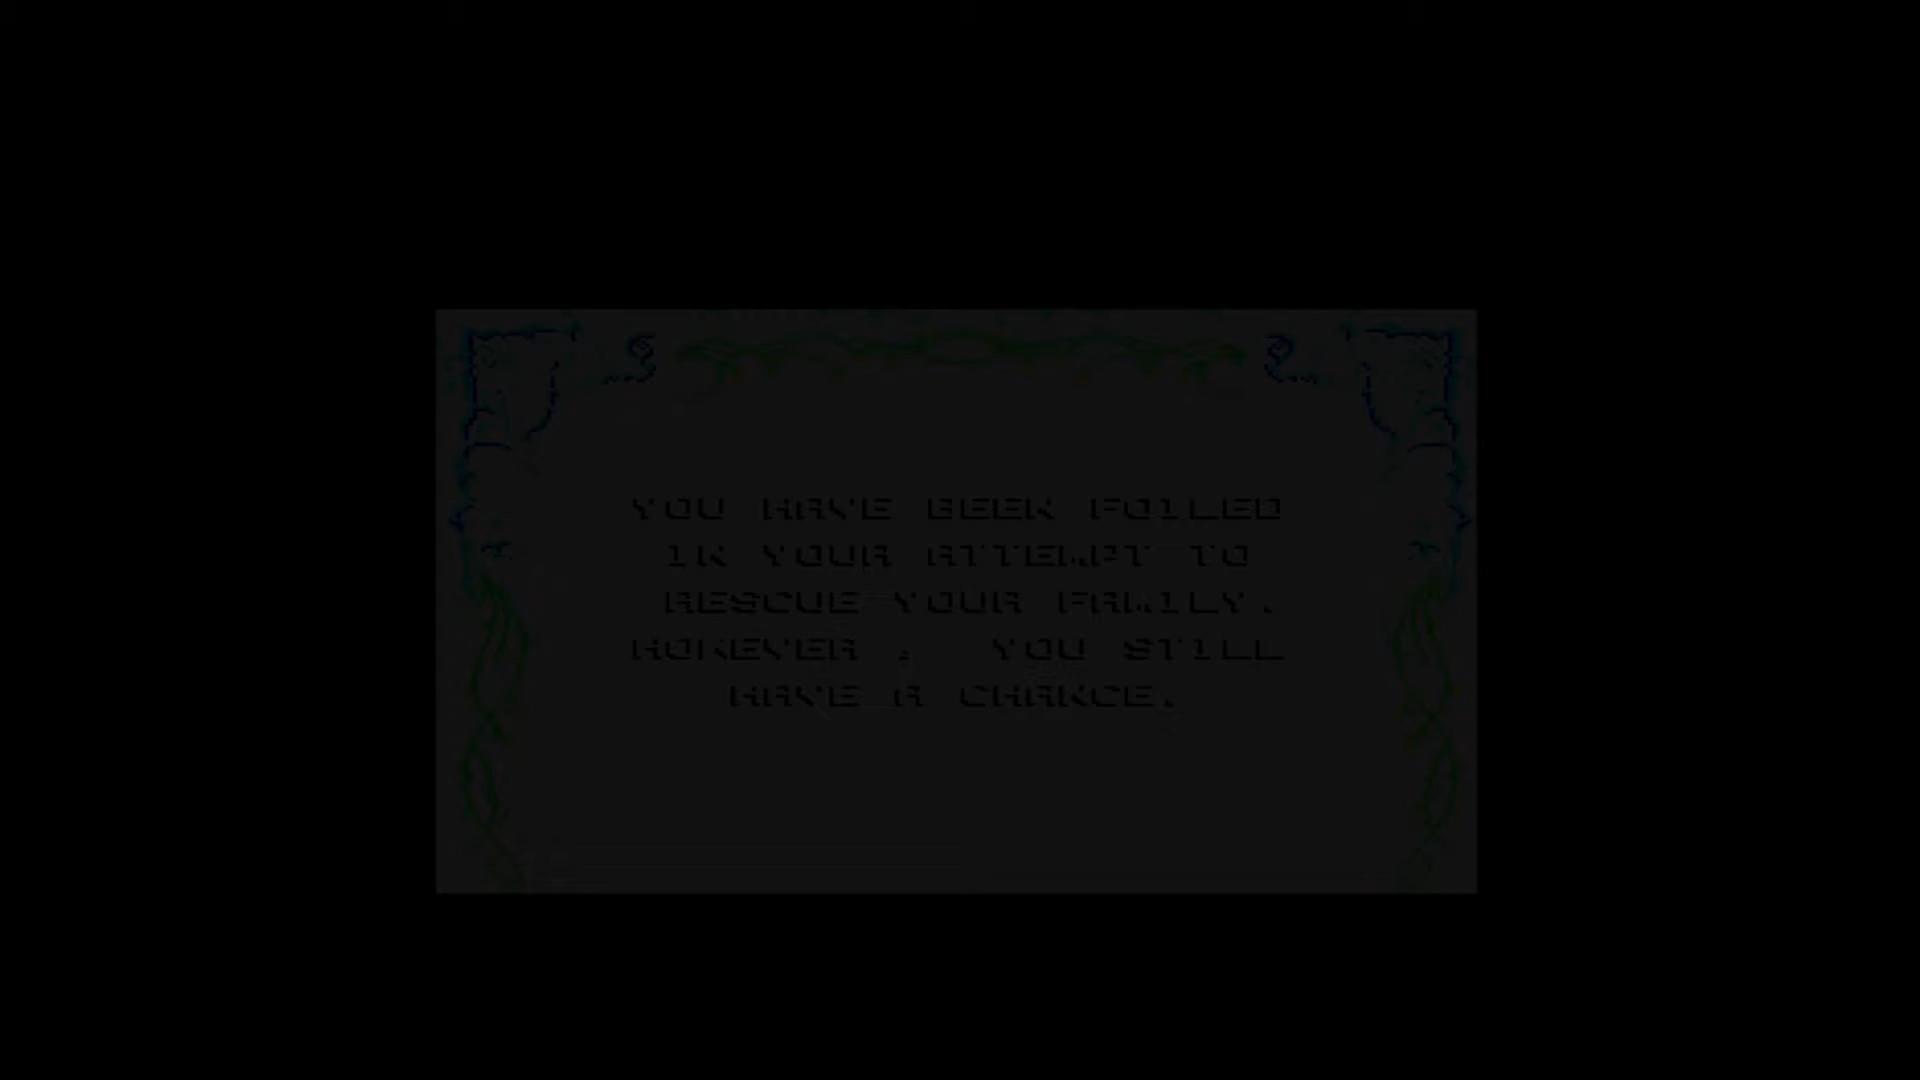 YOU HAVE BEEN FOILED
IN YOUR ATTEMPT TO
RESCUE YOUR FAMILY.
HOWEVER , YOU STILL
HAVE A CHANCE.